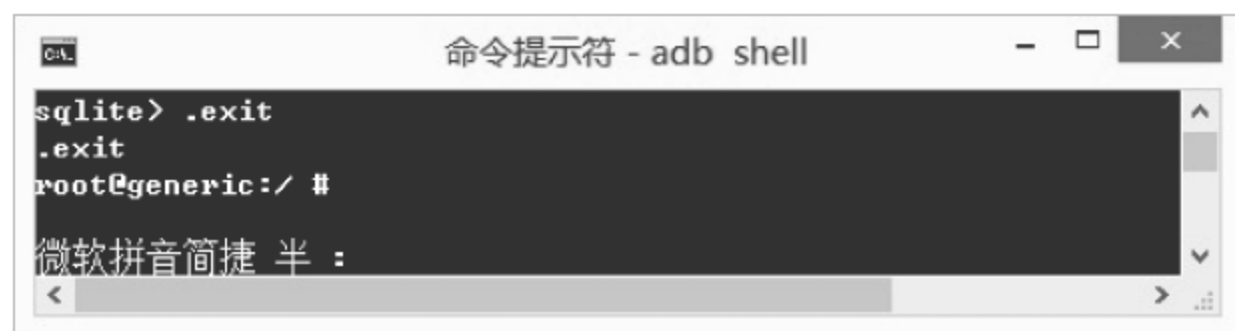 命令提示符 - adb shell
sqlite> .exit
.exit
root@generic:/ #
微软拼音简捷 半 :